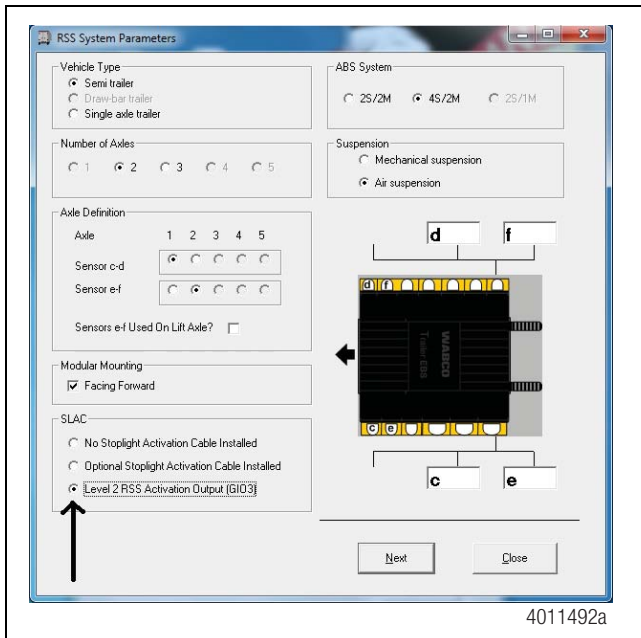 RSS System Parameters
Vehicle Type
Semi trailer
Draw-bar trailer
Single axle trailer
ABS System
2S/2M 4S/2M 2S/1M
Number of Axles
1 2 3 4 5
Suspension
Mechanical suspension
Air suspension
Axle Definition
Axle 1 2 3 4 5
Sensor c-d
Sensor e-f
Sensors e-f Used On Lift Axle?
d f
d f
WABCO
Trailer EBS
c e
c e
Modular Mounting
Facing Forward
SLAC
No Stoplight Activation Cable Installed
Optional Stoplight Activation Cable Installed
Level 2 RSS Activation Output (GIO3)
Next Close
4011492a